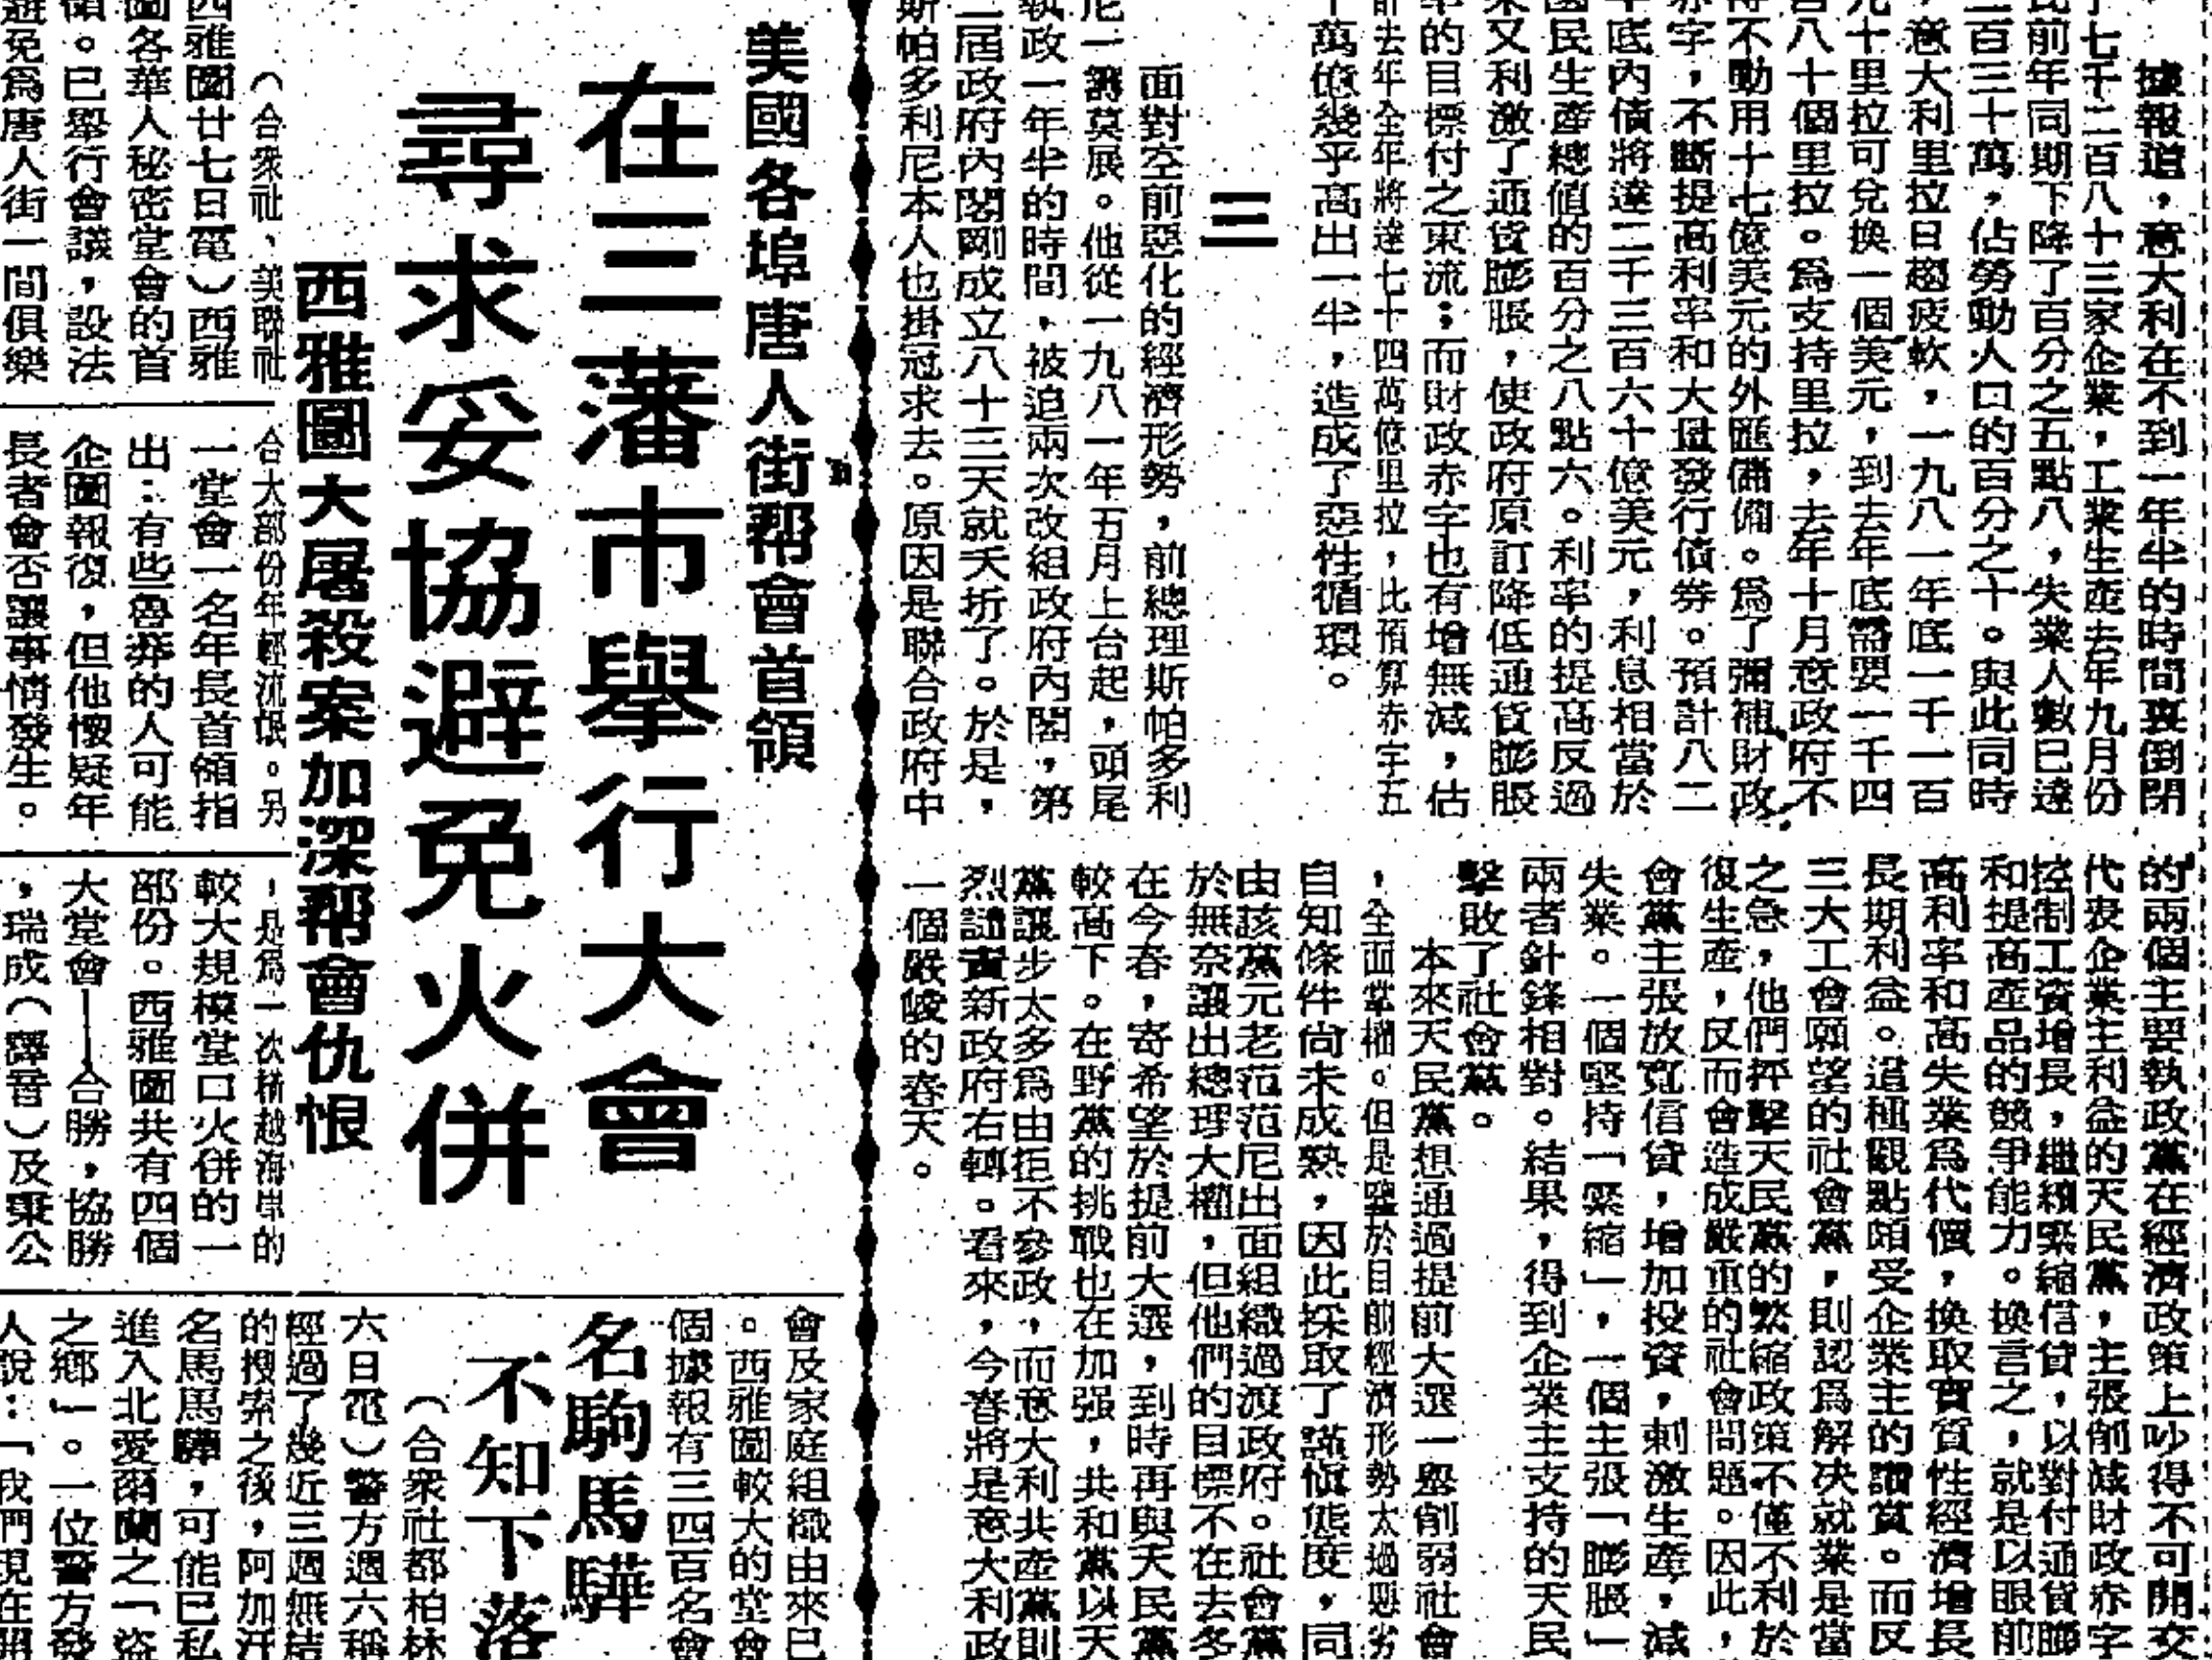 據報道，意大利在不到一年半的時間裏倒閉
七千二百八十三家企業，工業生產去年九月份
前年同期下降了百分之五點八，失業人數已達
二百三十萬，佔勞動人口的百分之十。與此同時
，意大利里拉日趨疲軟，一九八一年底一千一百
九十里拉可兌換一個美元，到去年底需要一千四
百八十個里拉。爲支持里拉，去年十月意政府不
得不動用十七億美元的外匯儲備。爲了彌補財政
赤字，不斷提高利率和大量發行債券。預計八二
年底內債將達二千三百六十億美元，利息相當於
國民生產總值的百分之八點六。利率的提高反過
來又刺激了通貨膨脹，使政府原訂降低通貨膨脹
率的目標付之東流；而財政赤字也有增無減，估
計去年全年將達七十四萬億里拉，比預算赤字五
十萬億幾乎高出一半，造成了惡性循環。
三
面對空前惡化的經濟形勢，前總理斯帕多利
尼一籌莫展。他從一九八一年五月上台起，頭尾
執政一年半的時間，被迫兩次改組政府內閣，第
二屆政府內閣剛成立八十三天就夭折了。於是，
斯帕多利尼本人也掛冠求去。原因是聯合政府中
的兩個主要執政黨在經濟政策上吵得不可開交
代表企業主利益的天民黨，主張削減財政赤字
控制工資增長，繼續緊縮信貸，以對付通貨膨
和提高產品的競爭能力。換言之，就是以眼前
高利率和高失業爲代價，換取實質性經濟增長
長期利益。這種觀點頗受企業主的讚賞。而反
三大工會願望的社會黨，則認爲解決就業是當
之急，他們抨擊天民黨的緊縮政策不僅不利於
復生產，反而會造成嚴重的社會問題。因此，
會黨主張放寬信貸，增加投資，刺激生產，減
失業。一個堅持「緊縮」，一個主張「膨脹」
兩者針鋒相對。結果，得到企業主支持的天民
擊敗了社會黨。
本來天民黨想通過提前大選一舉削弱社會
，全面掌權。但是鑒於目前經濟形勢太過惡劣
自知條件尚未成熟，因此採取了謹慎態度，同
由該黨元老范范尼出面組織過渡政府。社會黨
於無奈讓出總理大權，但他們的目標不在去冬
在今春，寄希望於提前大選，到時再與天民黨
較高下。在野黨的挑戰也在加强，共和黨以天
黨讓步太多爲由拒不參政，而意大利共產黨則
烈譴責新政府右轉。看來，今春將是意大利政
一個嚴峻的春天。
美國各埠唐人街帮會首領
在三藩市舉行大會
尋求妥協避免火併
西雅圖大屠殺案加深帮會仇恨
（合衆社、美聯社
西雅圖廿七日電）西雅
圖各華人秘密堂會的首
領。已舉行會議，設法
避免爲唐人街一間俱樂
合大部份年輕流氓。另
一堂會一名年長首領指
出：有些魯莽的人可能
企圖報復，但他懷疑年
長者會否讓事情發生。
，是爲一次橫越海岸的
較大規模堂口火併的一
部份。西雅圖共有四個
大堂會——合勝，協勝
，瑞成（譯音）及秉公
會及家庭組織由來已
。西雅圖較大的堂會
個據報有三四百名會
名駒馬驊
不知下落
（合衆社都柏林
六日電）警方週六稱
經過了幾近三週無結
的搜索之後，阿加汗
名馬馬驊，可能已私
進入北愛爾蘭之「盜
之鄉」。一位警方發
人說：「我們現在開